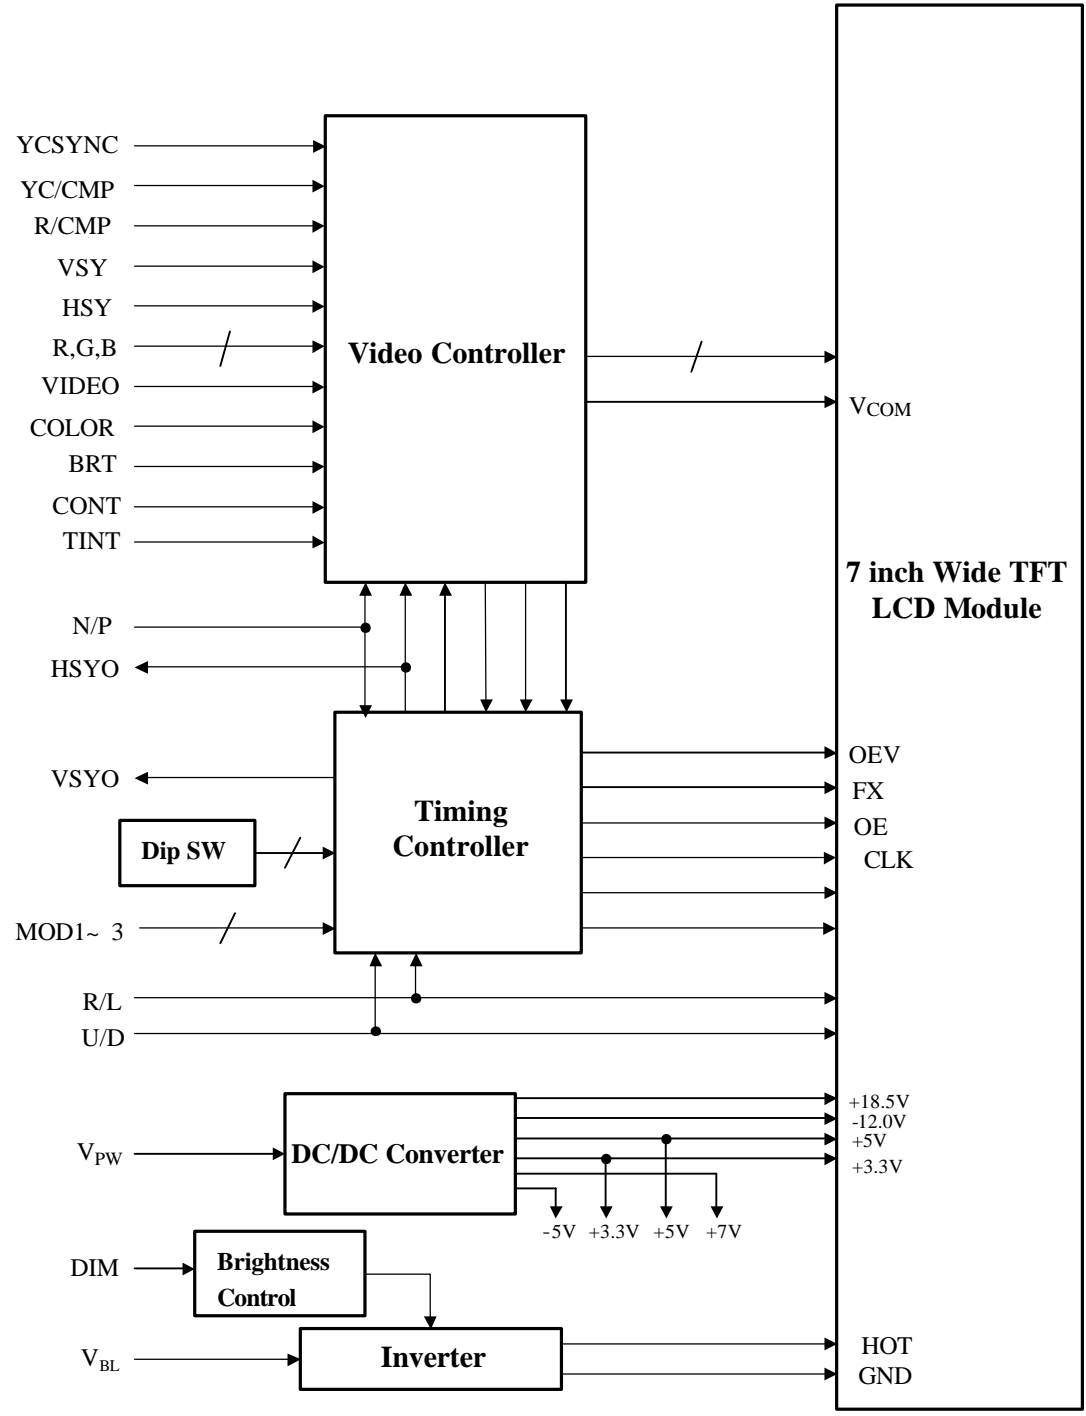 YCSYNC
YC/CMP
R/CMP
VSY
HSY
R,G,B
VIDEO
COLOR
BRT
CONT
TINT
Video Controller
VCOM
7 inch Wide TFT
LCD Module
N/P
HSYO
VSYO
Dip SW
MOD1~ 3
Timing
Controller
OEV
FX
OE
CLK
R/L
U/D
VPW
DC/DC Converter
+18.5V
-12.0V
+5V
+3.3V
-5V +3.3V +5V +7V
DIM
Brightness
Control
VBL
Inverter
HOT
GND